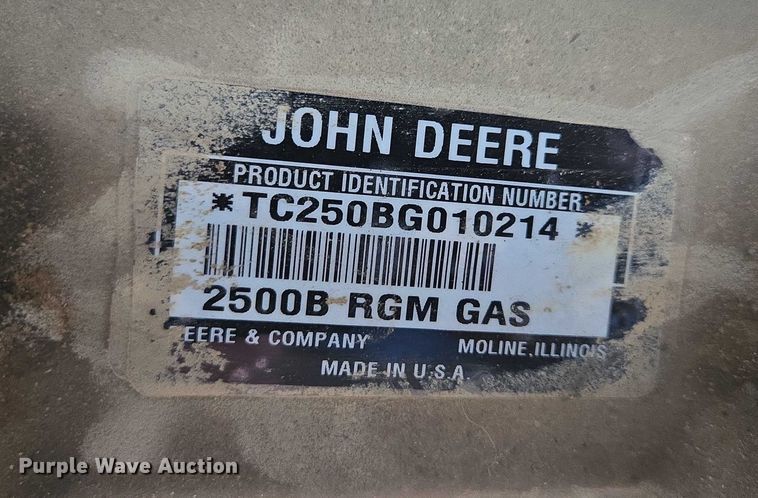 JOHN DEERE
PRODUCT IDENTIFICATION NUMBER
*TC250BG010214*
2500B RGM GAS
EERE & COMPANY MOLINE, ILLINOIS
MADE IN U.S.A.
Purple Wave Auction